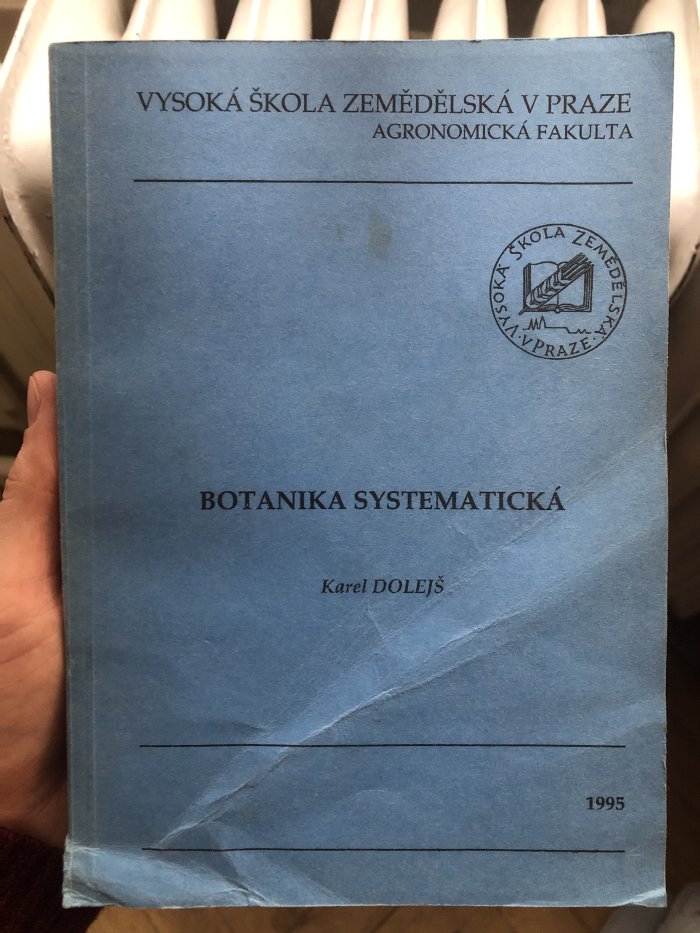 VYSOKÁ ŠKOLA ZEMĚDĚLSKÁ V PRAZE
AGRONOMICKÁ FAKULTA
VYSOKÁ ŠKOLA ZEMĚDĚLSKÁ
· V PRAZE ·
BOTANIKA SYSTEMATICKÁ
Karel DOLEJŠ
1995